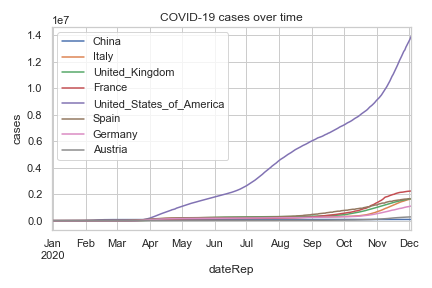 COVID-19 cases over time
1e7
1.4
1.2
1.0
0.8
0.6
0.4
0.2
0.0
cases
China
Italy
United_Kingdom
France
United_States_of_America
Spain
Germany
Austria
Jan Feb Mar Apr May Jun Jul Aug Sep Oct Nov Dec
2020
dateRep